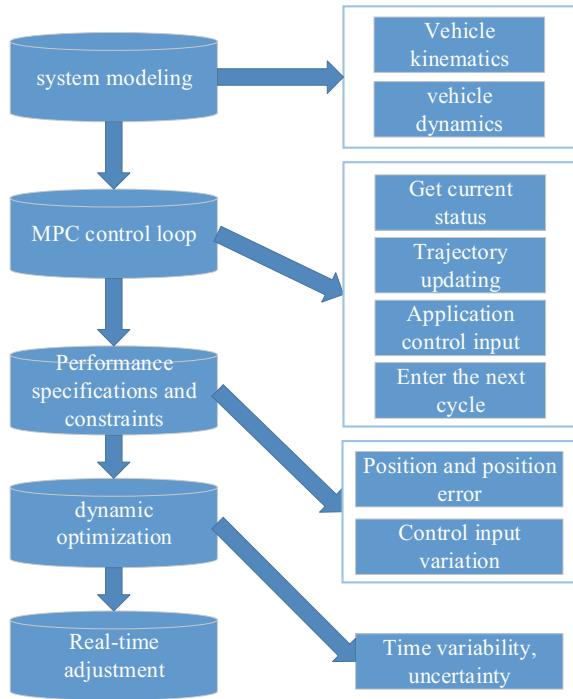 system modeling
Vehicle
kinematics
vehicle
dynamics
MPC control loop
Get current
status
Trajectory
updating
Application
control input
Enter the next
cycle
Performance
specifications and
constraints
Position and position
error
Control input
variation
dynamic
optimization
Time variability,
uncertainty
Real-time
adjustment